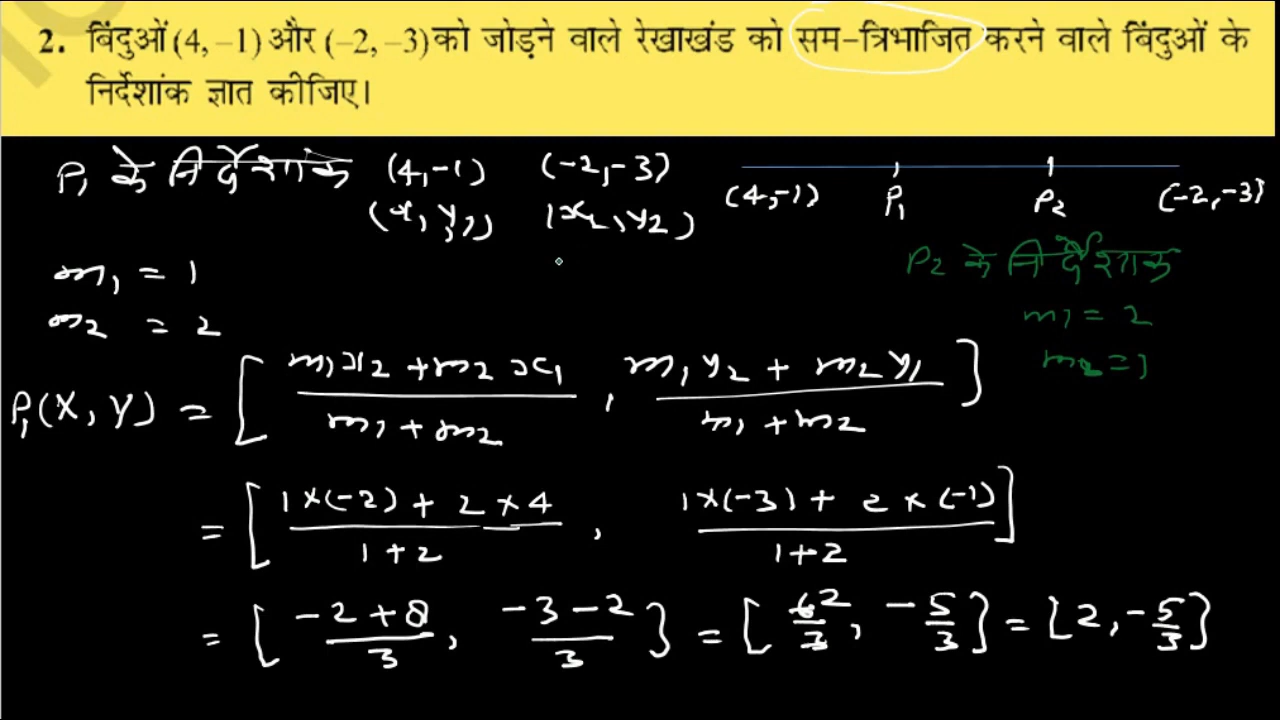 2. बिंदुओं (4, –1) और (–2, –3) को जोड़ने वाले रेखाखंड को सम-त्रिभाजित करने वाले बिंदुओं के
निर्देशांक ज्ञात कीजिए।
P₁ के निर्देशांक (4,-1) (-2,-3)
(x₁, y₁) (x₂, y₂)
(4,-1) P₁ P₂ (-2,-3)
P₂ के निर्देशांक
m₁ = 2
m₂ = 1
m₁ = 1
m₂ = 2
P₁(X, Y) = [ (m₁x₂ + m₂x₁)/(m₁ + m₂) , (m₁y₂ + m₂y₁)/(m₁ + m₂) ]
= [ (1×(-2) + 2×4)/(1+2) , (1×(-3) + 2×(-1))/(1+2) ]
= [ (-2+8)/3 , (-3-2)/3 ] = [ 6̶ 2/3̶ , -5/3 ] = [2, -5/3]